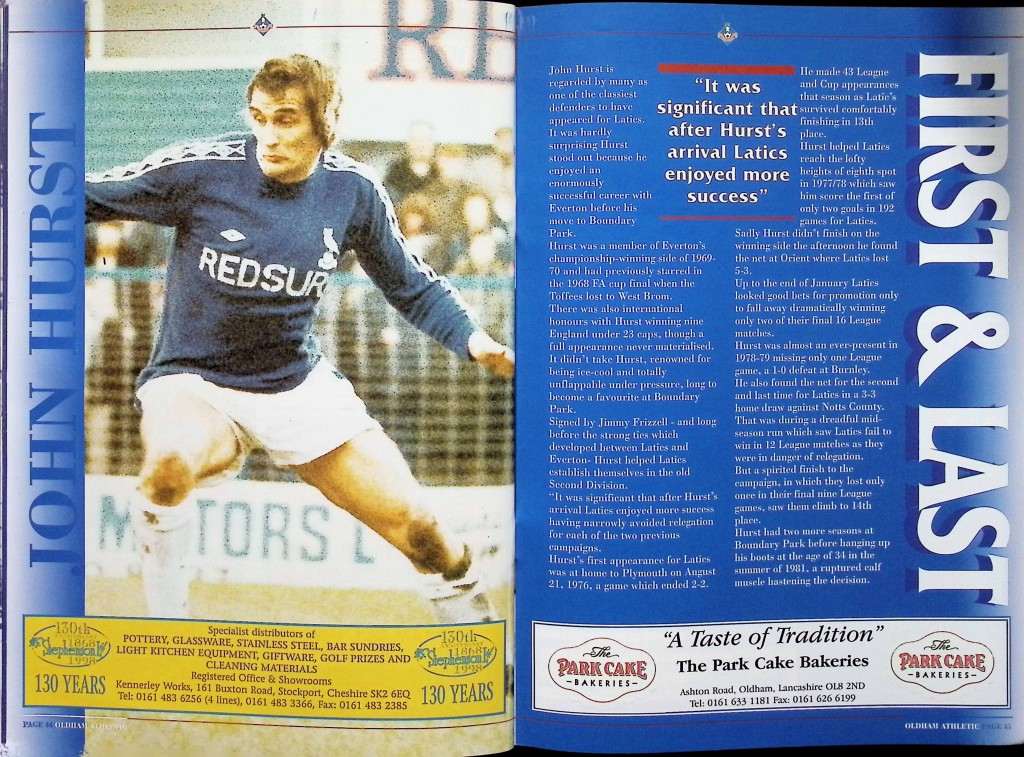 JOHN HURST
RE
REDSUR
M TORS L
130th
1868
Stephensons
1998
130 YEARS
Specialist distributors of
POTTERY, GLASSWARE, STAINLESS STEEL, BAR SUNDRIES,
LIGHT KITCHEN EQUIPMENT, GIFTWARE, GOLF PRIZES AND
CLEANING MATERIALS
Registered Office & Showrooms
Kennerley Works, 161 Buxton Road, Stockport, Cheshire SK2 6EQ
Tel: 0161 483 6256 (4 lines), 0161 483 3366, Fax: 0161 483 2385
130th
1868
Stephensons
1998
130 YEARS
PAGE 44 OLDHAM ATHLETIC
John Hurst is
regarded by many as
one of the classiest
defenders to have
appeared for Latics.
It was hardly
surprising Hurst
stood out because he
enjoyed an
enormously
successful career with
Everton before his
move to Boundary
Park.
Hurst was a member of Everton's
championship-winning side of 1969-
70 and had previously starred in
the 1968 FA cup final when the
Toffees lost to West Brom.
There was also international
honours with Hurst winning nine
England under 23 caps, though a
full appearance never materialised.
It didn't take Hurst, renowned for
being ice-cool and totally
unflappable under pressure, long to
become a favourite at Boundary
Park.
Signed by Jimmy Frizzell - and long
before the strong ties which
developed between Latics and
Everton- Hurst helped Latics
establish themselves in the old
Second Division.
"It was significant that after Hurst's
arrival Latics enjoyed more success
having narrowly avoided relegation
for each of the two previous
campaigns.
Hurst's first appearance for Latics
was at home to Plymouth on August
21, 1976, a game which ended 2-2.
"It was
significant that
after Hurst's
arrival Latics
enjoyed more
success"
He made 43 League
and Cup appearances
that season as Latic's
survived comfortably
finishing in 13th
place.
Hurst helped Latics
reach the lofty
heights of eighth spot
in 1977/78 which saw
him score the first of
only two goals in 192
games for Latics.
Sadly Hurst didn't finish on the
winning side the afternoon he found
the net at Orient where Latics lost
5-3.
Up to the end of January Latics
looked good bets for promotion only
to fall away dramatically winning
only two of their final 16 League
matches.
Hurst was almost an ever-present in
1978-79 missing only one League
game, a 1-0 defeat at Burnley.
He also found the net for the second
and last time for Latics in a 3-3
home draw against Notts County.
That was during a dreadful mid-
season run which saw Latics fail to
win in 12 League matches as they
were in danger of relegation.
But a spirited finish to the
campaign, in which they lost only
once in their final nine League
games, saw them climb to 14th
place.
Hurst had two more seasons at
Boundary Park before hanging up
his boots at the age of 34 in the
summer of 1981, a ruptured calf
muscle hastening the decision.
FIRST & LAST
The
PARK CAKE
BAKERIES
"A Taste of Tradition"
The Park Cake Bakeries
Ashton Road, Oldham, Lancashire OL8 2ND
Tel: 0161 633 1181 Fax: 0161 626 6199
The
PARK CAKE
BAKERIES
OLDHAM ATHLETIC PAGE 45